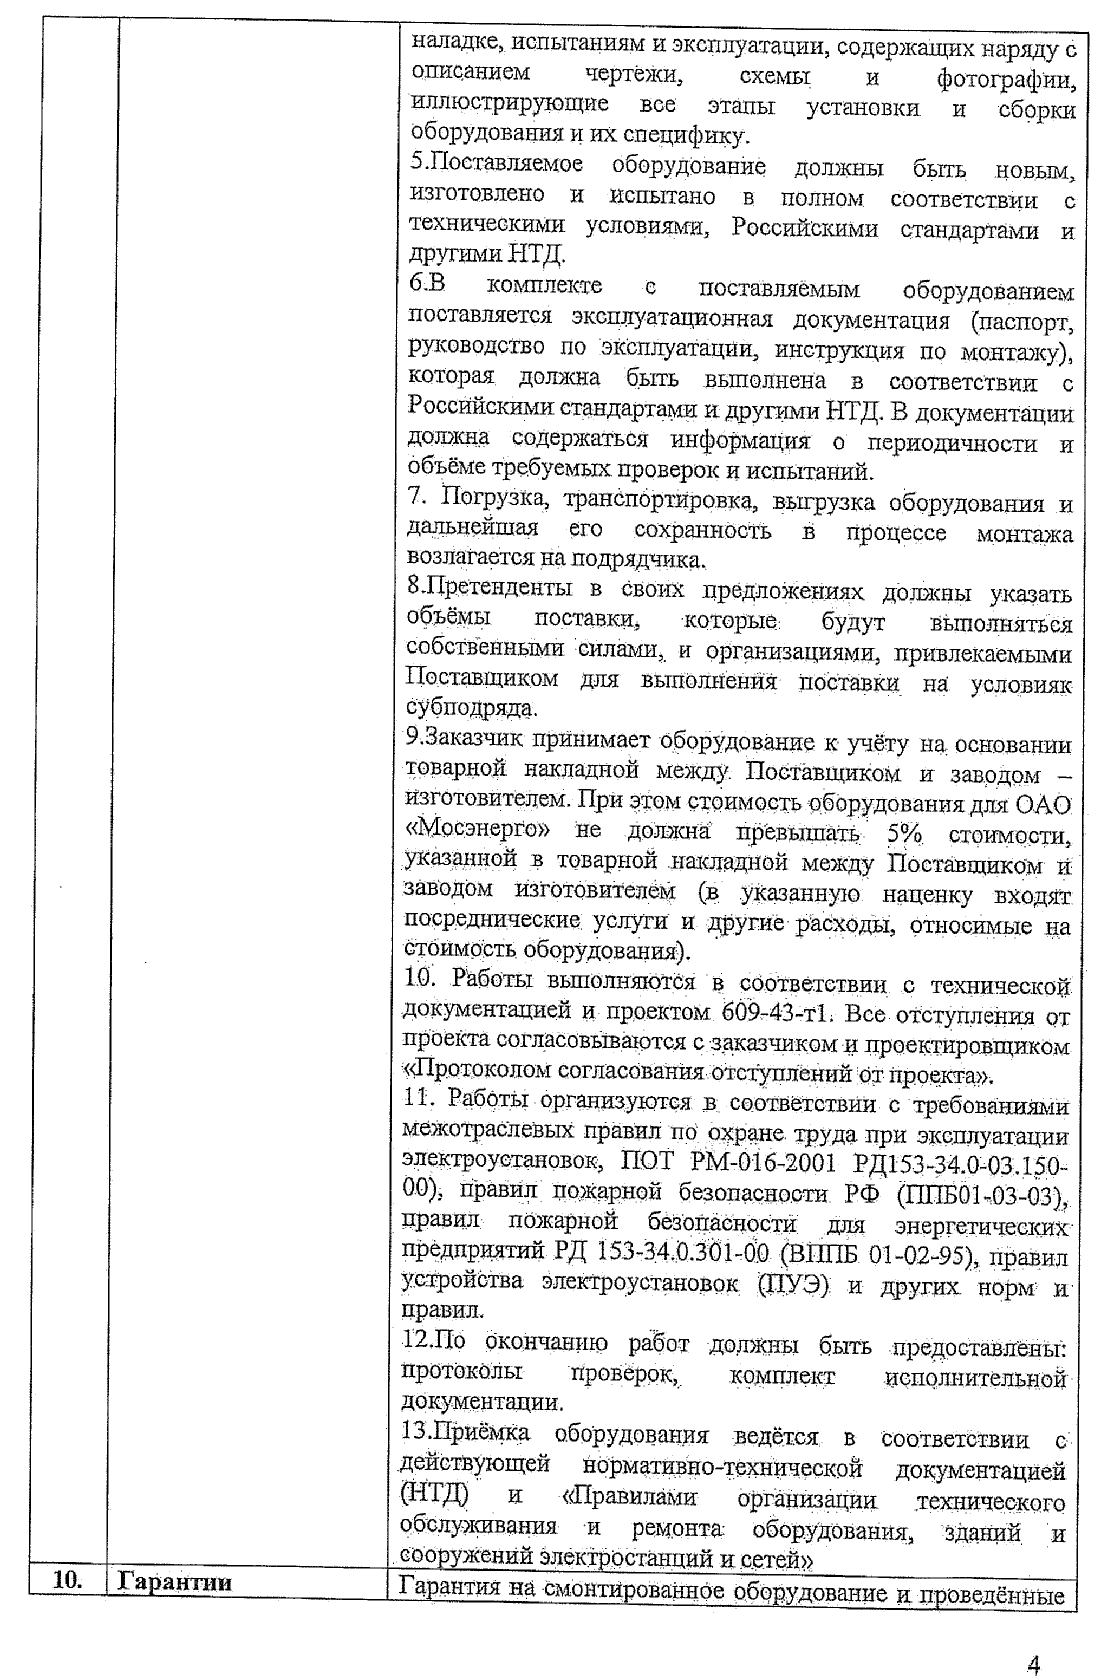 наладке, испытаниям и эксплуатации, содержащих наряду с
описанием чертежи, схемы и фотографии,
иллюстрирующие все этапы установки и сборки
оборудования и их специфику.
5.Поставляемое оборудование должны быть новым,
изготовлено и испытано в полном соответствии с
техническими условиями, Российскими стандартами и
другими НТД.
6.В комплекте с поставляемым оборудованием
поставляется эксплуатационная документация (паспорт,
руководство по эксплуатации, инструкция по монтажу),
которая должна быть выполнена в соответствии с
Российскими стандартами и другими НТД. В документации
должна содержаться информация о периодичности и
объёме требуемых проверок и испытаний.
7. Погрузка, транспортировка, выгрузка оборудования и
дальнейшая его сохранность в процессе монтажа
возлагается на подрядчика.
8.Претенденты в своих предложениях должны указать
объёмы поставки, которые будут выполняться
собственными силами, и организациями, привлекаемыми
Поставщиком для выполнения поставки на условияк
субподряда.
9.Заказчик принимает оборудование к учёту на основании
товарной накладной между Поставщиком и заводом –
изготовителем. При этом стоимость оборудования для ОАО
«Мосэнерго» не должна превышать 5% стоимости,
указанной в товарной накладной между Поставщиком и
заводом изготовителем (в указанную наценку входят
посреднические услуги и другие расходы, относимые на
стоимость оборудования).
10. Работы выполняются в соответствии с технической
документацией и проектом 609-43-т1. Все отступления от
проекта согласовываются с заказчиком и проектировщиком
«Протоколом согласования отступлений от проекта».
11. Работы организуются в соответствии с требованиями
межотраслевых правил по охране труда при эксплуатации
электроустановок, ПОТ РМ-016-2001 РД153-34.0-03.150-
00), правил пожарной безопасности РФ (ППБ01-03-03),
правил пожарной безопасности для энергетических
предприятий РД 153-34.0.301-00 (ВППБ 01-02-95), правил
устройства электроустановок (ПУЭ) и других норм и
правил.
12.По окончанию работ должны быть предоставлены:
протоколы проверок, комплект исполнительной
документации.
13.Приёмка оборудования ведётся в соответствии с
действующей нормативно-технической документацией
(НТД) и «Правилами организации технического
обслуживания и ремонта оборудования, зданий и
сооружений электростанций и сетей»
10. Гарантии Гарантия на смонтированное оборудование и проведённые
4